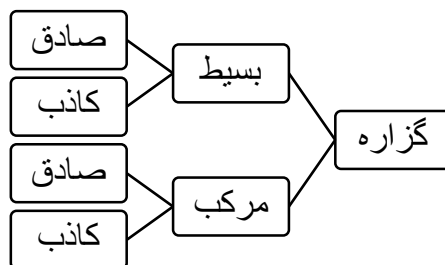 گزاره
بسیط
صادق
کاذب
مرکب
صادق
کاذب